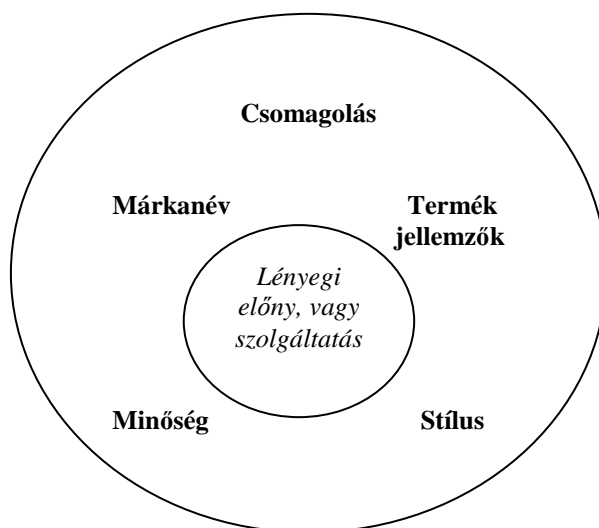 Csomagolás
Márkanév
Termék
jellemzők
Lényegi
előny, vagy
szolgáltatás
Minőség
Stílus